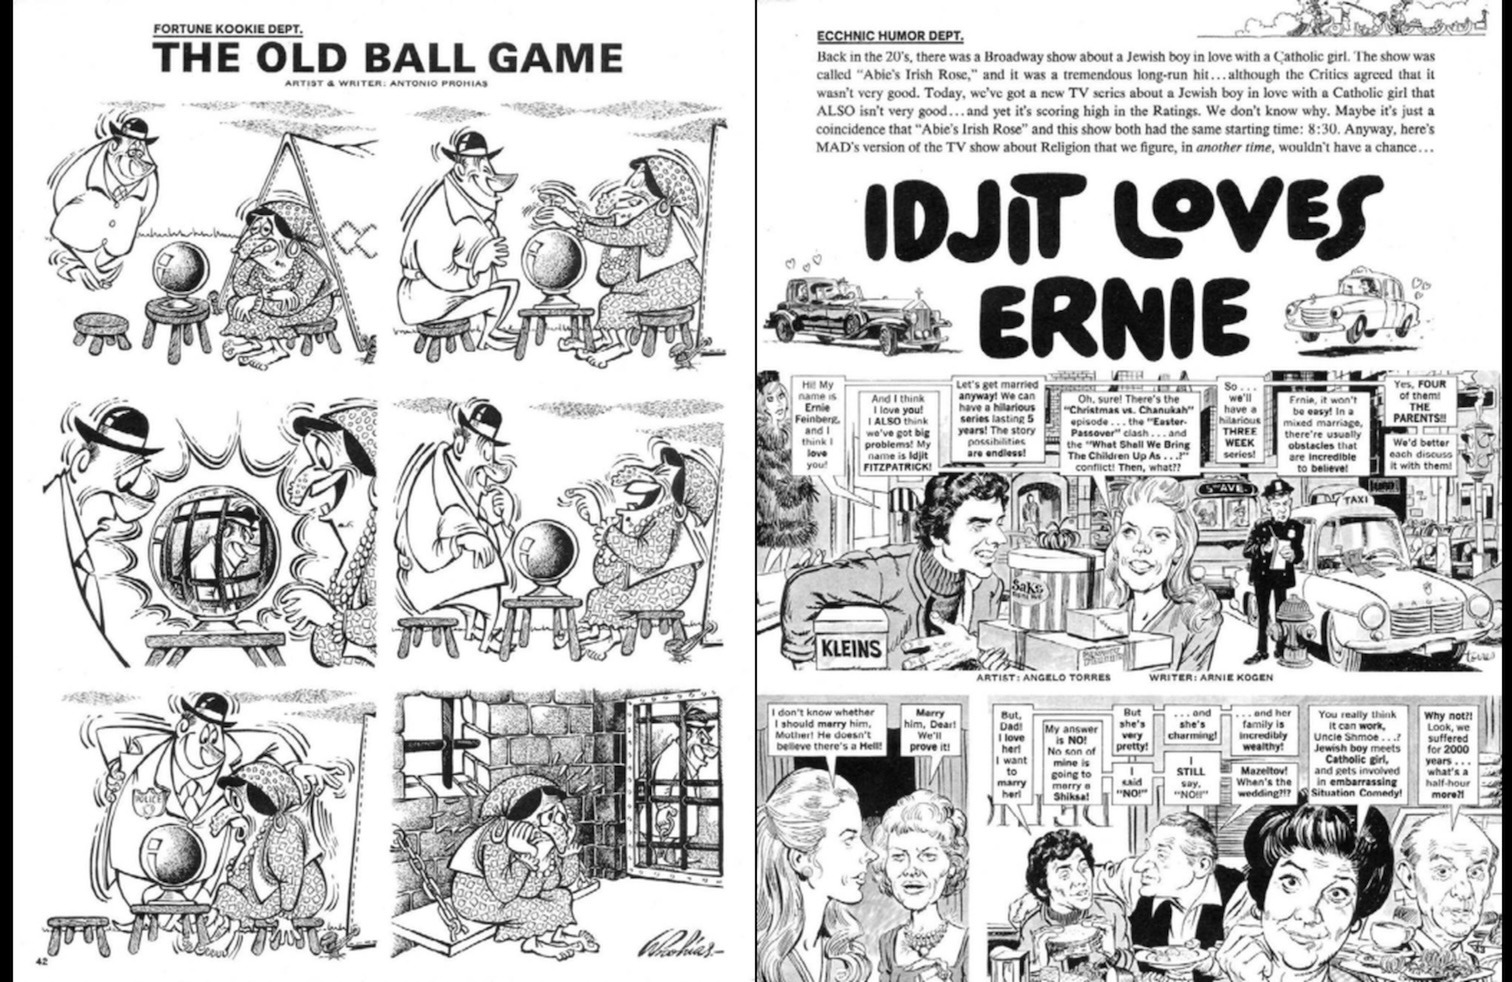 FORTUNE KOOKIE DEPT.
THE OLD BALL GAME
ARTIST & WRITER: ANTONIO PROHIAS
POLICE
42
ECCHNIC HUMOR DEPT.
Back in the 20's, there was a Broadway show about a Jewish boy in love with a Catholic girl. The show was
called "Abie's Irish Rose," and it was a tremendous long-run hit...although the Critics agreed that it
wasn't very good. Today, we've got a new TV series about a Jewish boy in love with a Catholic girl that
ALSO isn't very good...and yet it's scoring high in the Ratings. We don't know why. Maybe it's just a
coincidence that "Abie's Irish Rose" and this show both had the same starting time: 8:30. Anyway, here's
MAD's version of the TV show about Religion that we figure, in another time, wouldn't have a chance...
IDJIT LOVES
ERNIE
Hi! My
name is
Ernie
Feinberg,
and I
think I
love
you!
And I think
I love you!
I ALSO think
we've got big
problems! My
name is Idjit
FITZPATRICK!
Let's get married
anyway! We can
have a hilarious
series lasting 5
years! The story
possibilities
are endless!
Oh, sure! There's the
"Christmas vs. Chanukah"
episode...the "Easter-
Passover" clash...and
the "What Shall We Bring
The Children Up As...?"
conflict! Then, what??
So...
we'll
have a
hilarious
THREE
WEEK
series!
Ernie, it won't
be easy! In a
mixed marriage,
there're usually
obstacles that
are incredible
to believe!
Yes, FOUR
of them!
THE
PARENTS!!
We'd better
each discuss
it with them!
5th AVE.
TAXI
SAKS
KLEINS
Torres
ARTIST: ANGELO TORRES
WRITER: ARNIE KOGEN
I don't know whether
I should marry him,
Mother! He doesn't
believe there's a Hell!
Marry
him, Dear!
We'll
prove it!
But,
Dad!
I love
her!
I want
to
marry
her!
My answer
is NO!
No son of
mine is
going to
marry a
Shiksa!
But
she's
very
pretty!
I
said
"NO!"
...and
she's
charming!
I
STILL
say,
"NO!!"
...and her
family is
incredibly
wealthy!
Mazeltov!
When's the
wedding?!?
You really think
it can work,
Uncle Shmoe...?
Jewish boy meets
Catholic girl,
and gets involved
in embarrassing
Situation Comedy!
Why not?!
Look, we
suffered
for 2000
years...
what's a
half-hour
more?!
Prohias